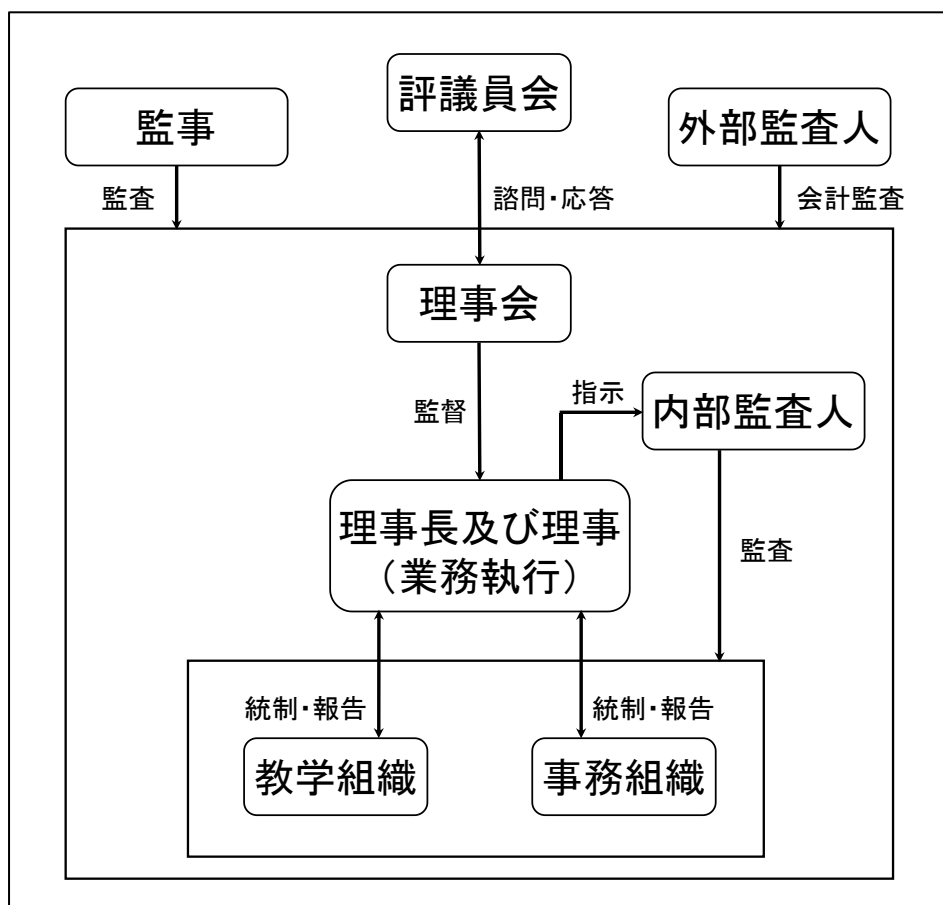 評議員会
監事
外部監査人
監査
諮問・応答
会計監査
理事会
監督
指示
内部監査人
理事長及び理事
(業務執行)
監査
統制・報告
統制・報告
教学組織
事務組織